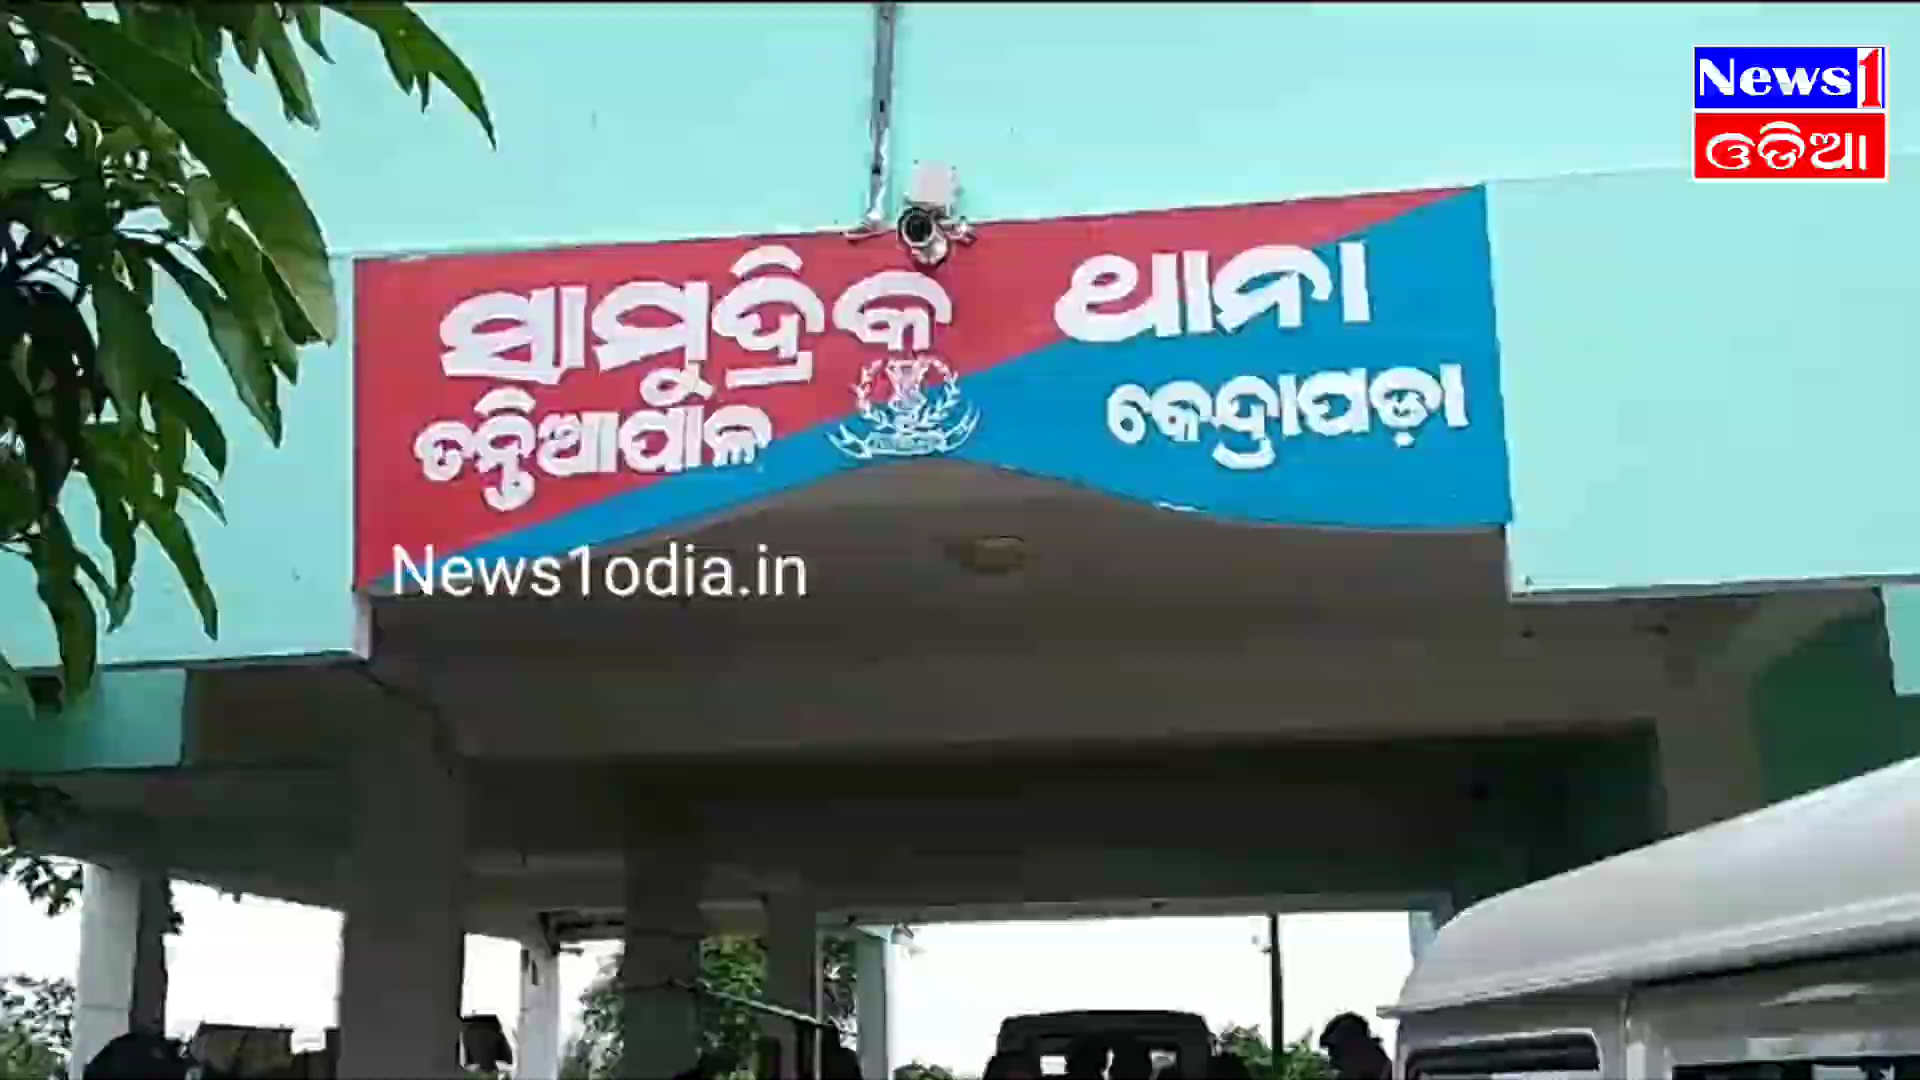 News1
ଓଡିଆ
ସାମୁଦ୍ରିକ ଥାନା
ତନ୍ତିଆପାଳ କେନ୍ଦ୍ରାପଡ଼ା
News1odia.in